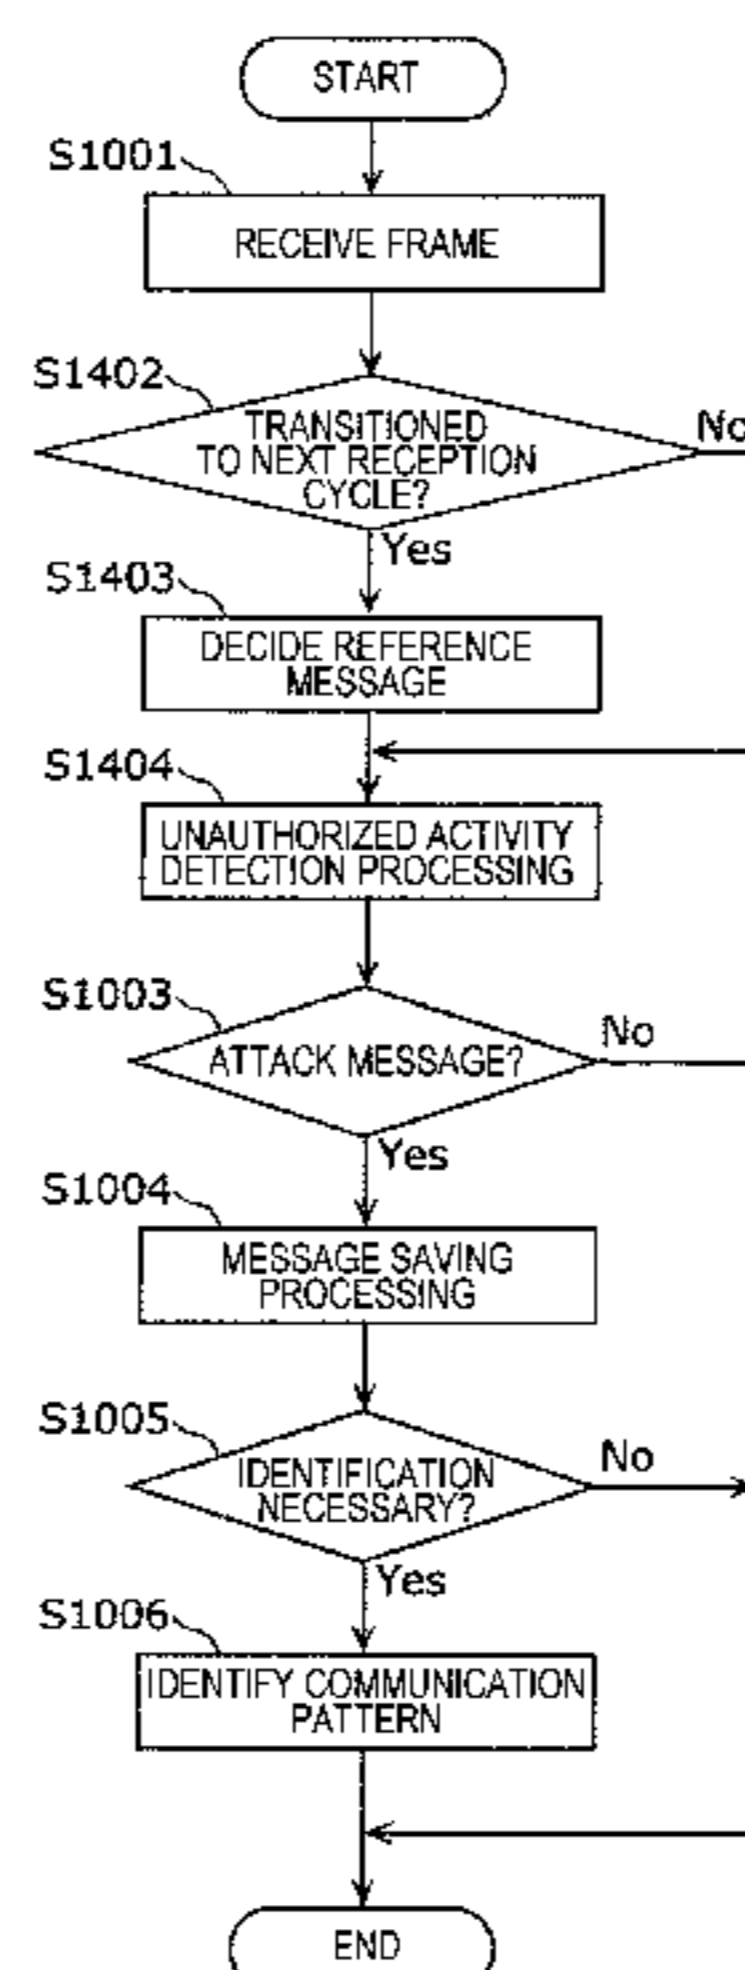 START
S1001
RECEIVE FRAME
S1402
TRANSITIONED
TO NEXT RECEPTION
CYCLE?
No
Yes
S1403
DECIDE REFERENCE
MESSAGE
S1404
UNAUTHORIZED ACTIVITY
DETECTION PROCESSING
S1003
ATTACK MESSAGE?
No
Yes
S1004
MESSAGE SAVING
PROCESSING
S1005
IDENTIFICATION
NECESSARY?
No
Yes
S1006
IDENTIFY COMMUNICATION
PATTERN
END